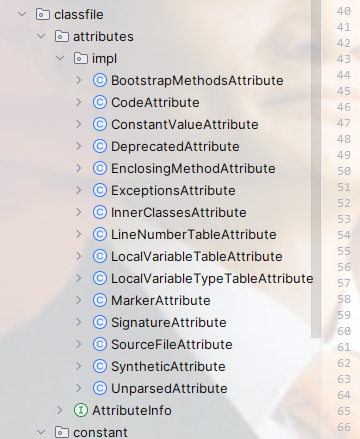 classfile
attributes
impl
BootstrapMethodsAttribute
CodeAttribute
ConstantValueAttribute
DeprecatedAttribute
EnclosingMethodAttribute
ExceptionsAttribute
InnerClassesAttribute
LineNumberTableAttribute
LocalVariableTableAttribute
LocalVariableTypeTableAttribute
MarkerAttribute
SignatureAttribute
SourceFileAttribute
SyntheticAttribute
UnparsedAttribute
AttributeInfo
constant
40
41
42
43
44
45
46
47
48
49
50
51
52
53
54
55
56
57
58
59
60
61
62
63
64
65
66